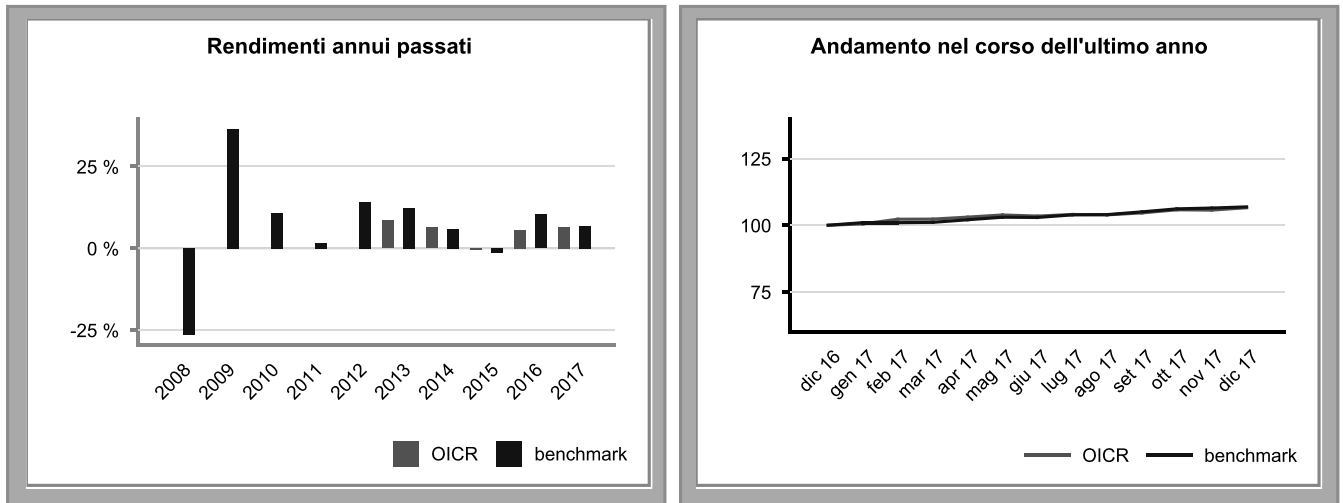 Rendimenti annui passati
25 %
0 %
-25 %
2008
2009
2010
2011
2012
2013
2014
2015
2016
2017
OICR
benchmark
Andamento nel corso dell'ultimo anno
125
100
75
dic 16
gen 17
feb 17
mar 17
apr 17
mag 17
giu 17
lug 17
ago 17
set 17
ott 17
nov 17
dic 17
OICR
benchmark